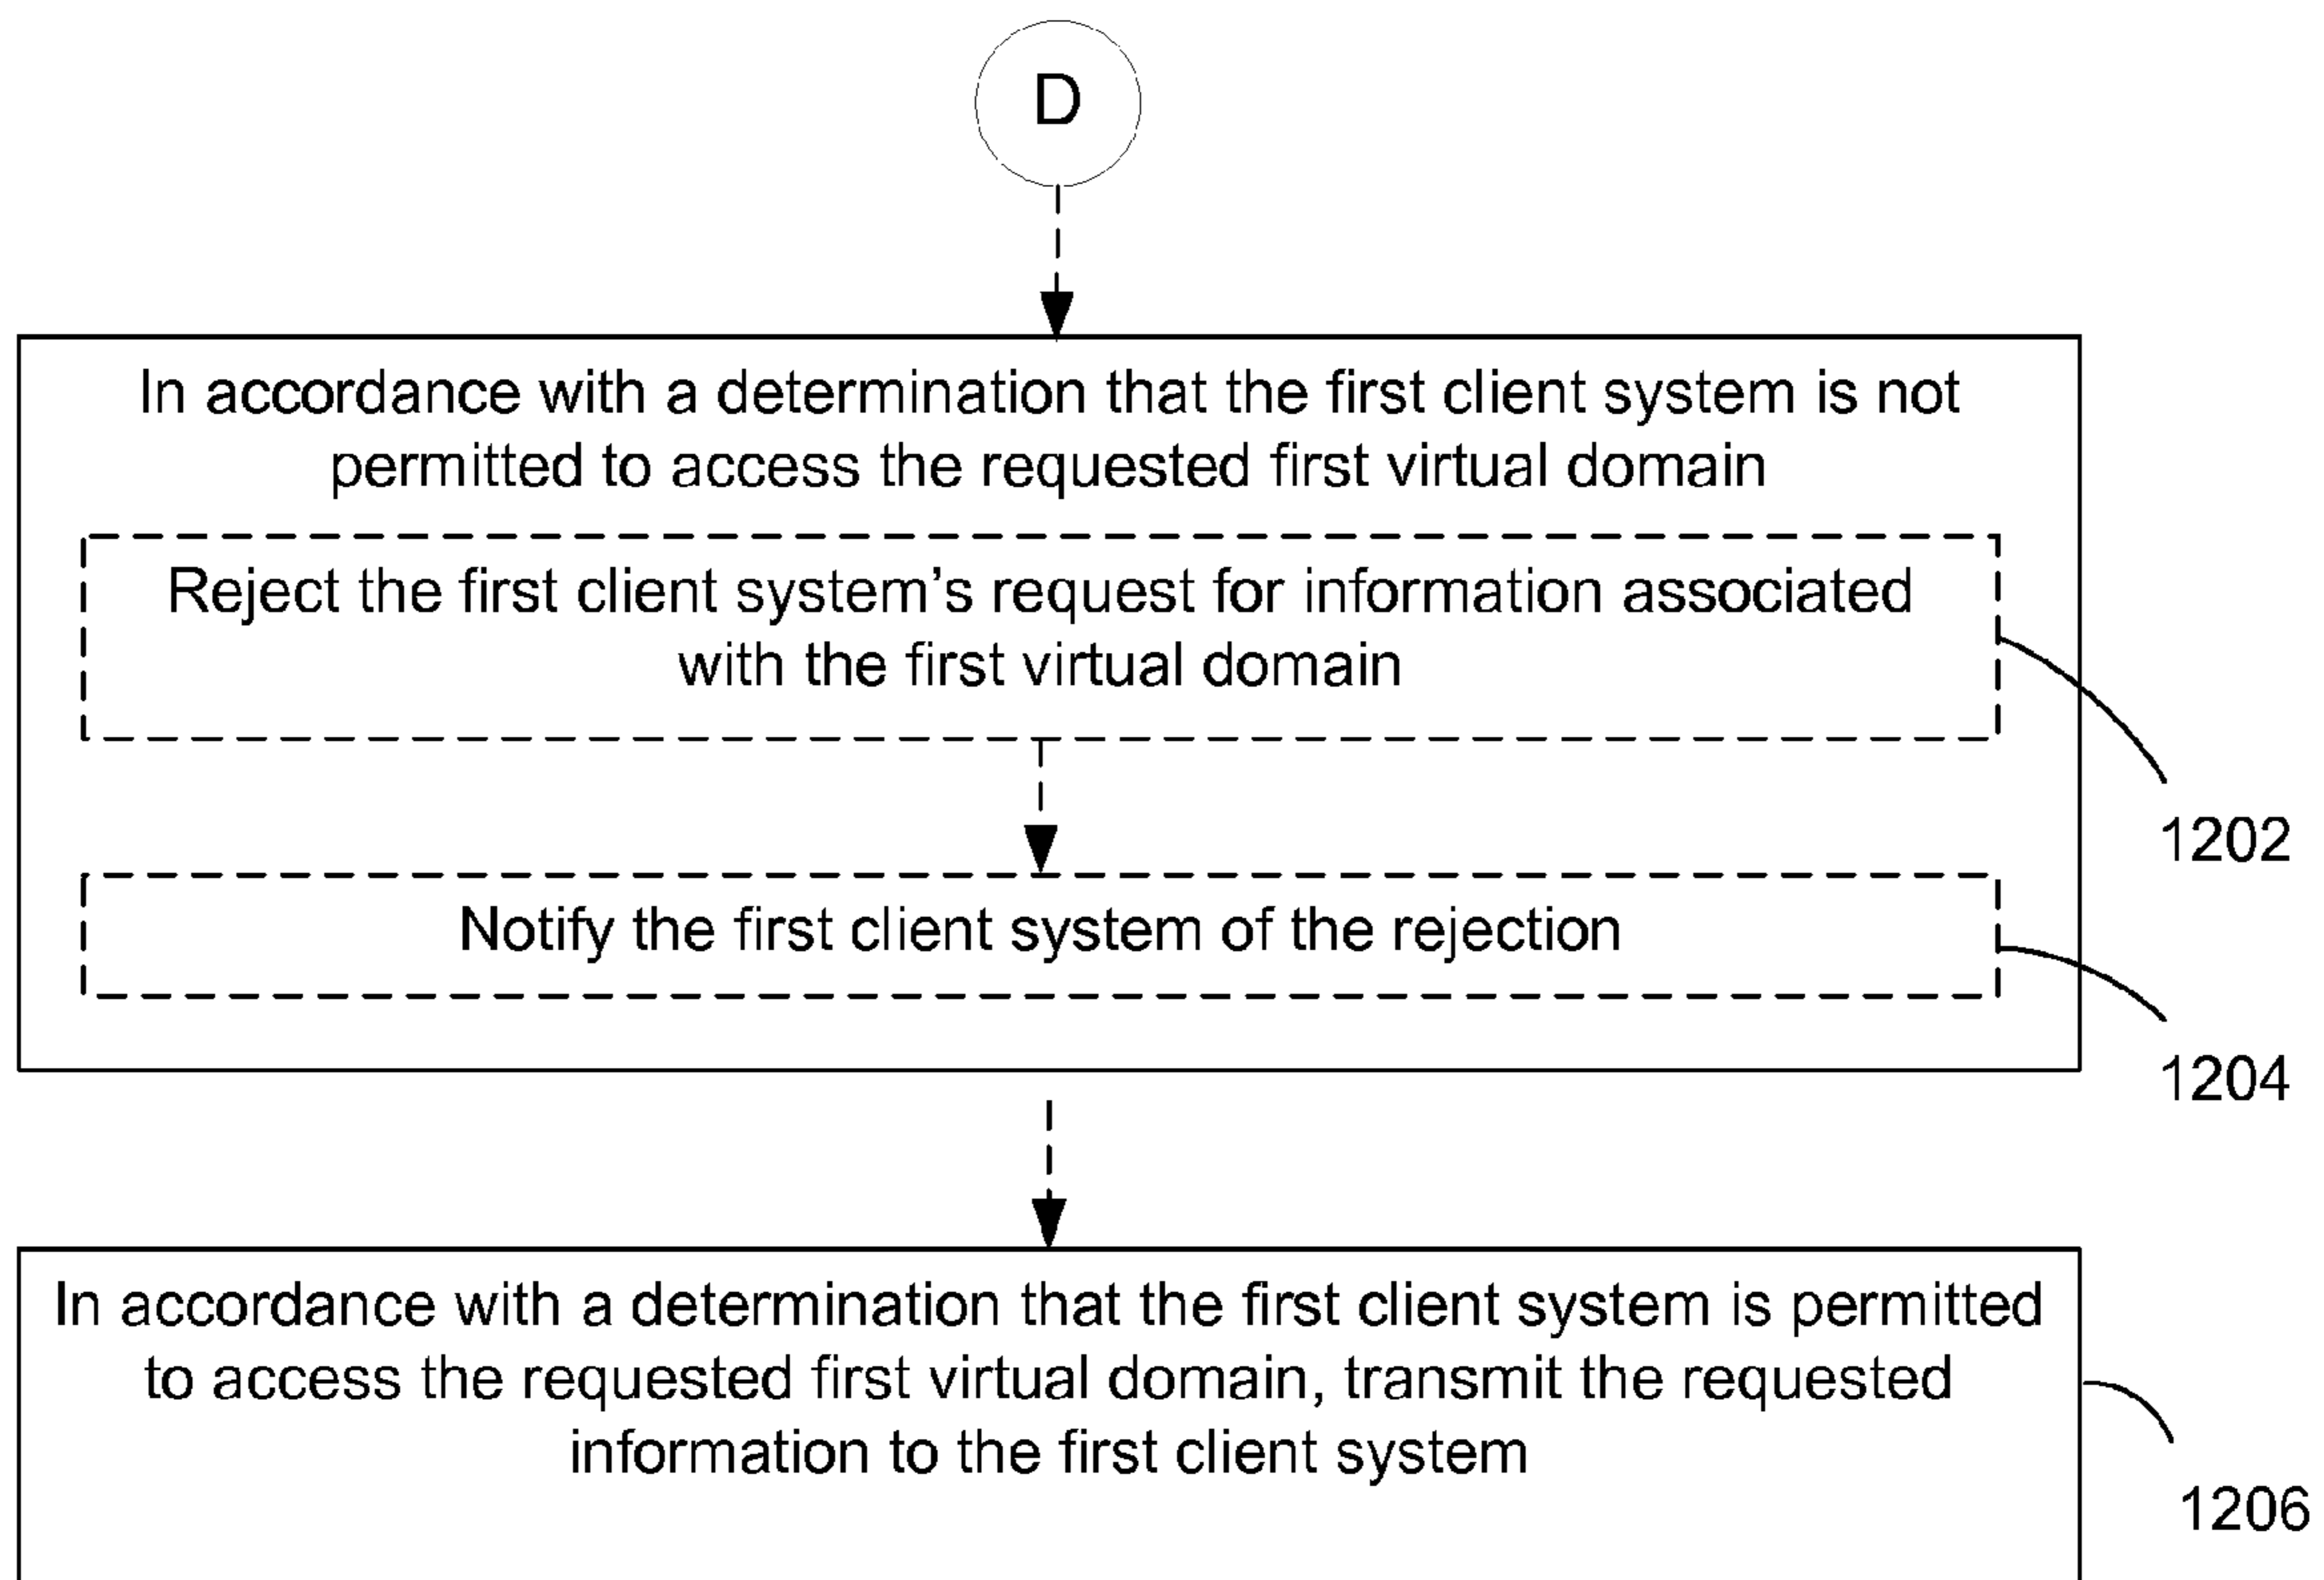 D
In accordance with a determination that the first client system is not
permitted to access the requested first virtual domain
Reject the first client system’s request for information associated
with the first virtual domain
1202
Notify the first client system of the rejection
1204
In accordance with a determination that the first client system is permitted
to access the requested first virtual domain, transmit the requested
information to the first client system
1206